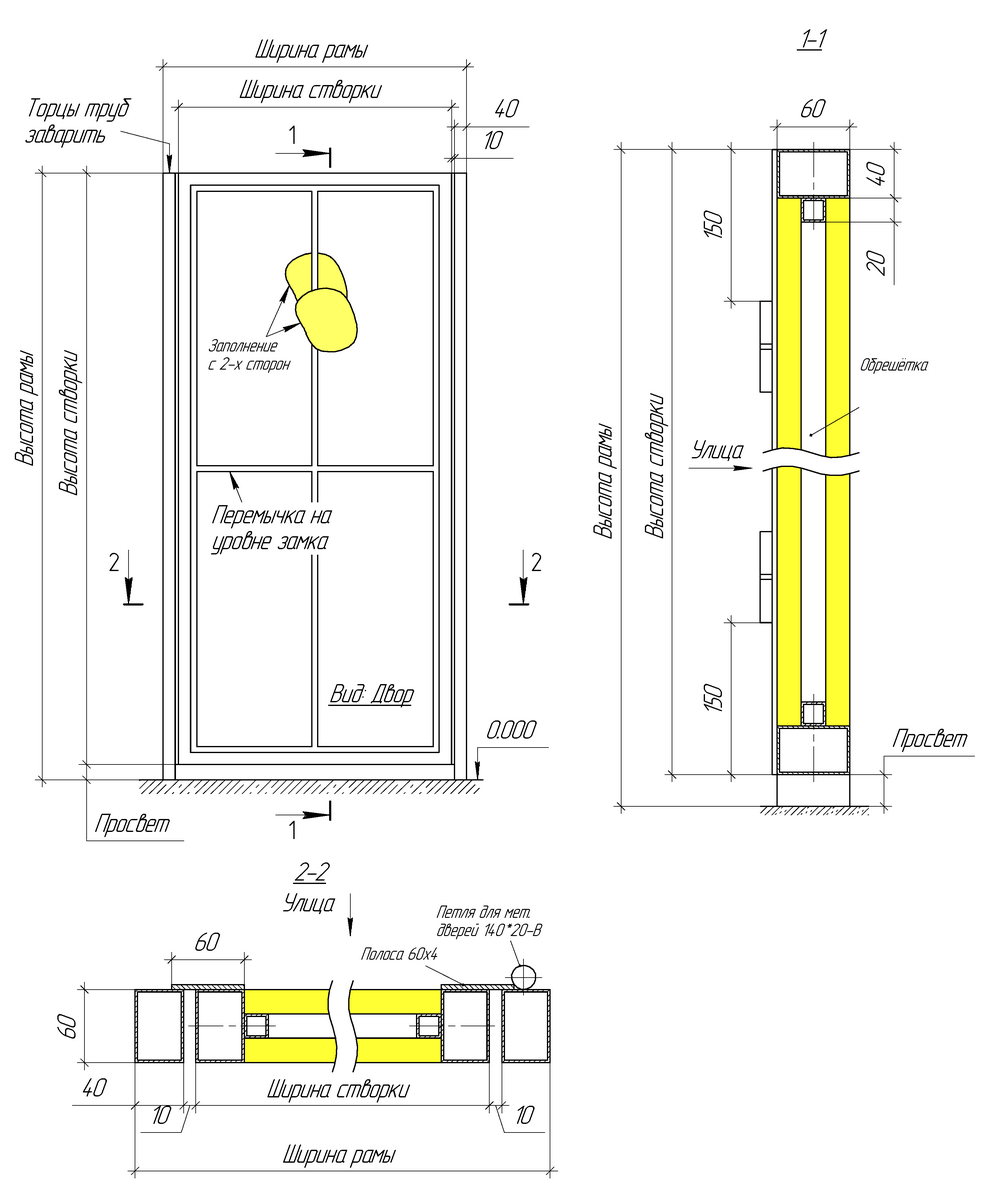 Ширина рамы
Ширина створки
Торцы труб
заварить
40
10
1
Высота рамы
Высота створки
Заполнение
с 2-х сторон
Перемычка на
уровне замка
2
2
Вид: Двор
0.000
Просвет
1
1-1
60
40
20
150
Обрешётка
Улица
Высота рамы
Высота створки
150
Просвет
2-2
Улица
Петля для мет.
дверей 140*20-В
Полоса 60х4
60
60
40
10
Ширина створки
10
Ширина рамы